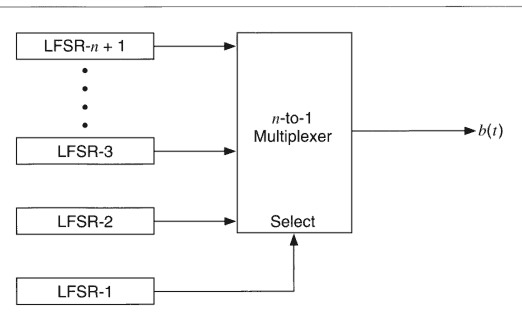 LFSR-n + 1
n-to-1
Multiplexer
b(t)
LFSR-3
LFSR-2
Select
LFSR-1